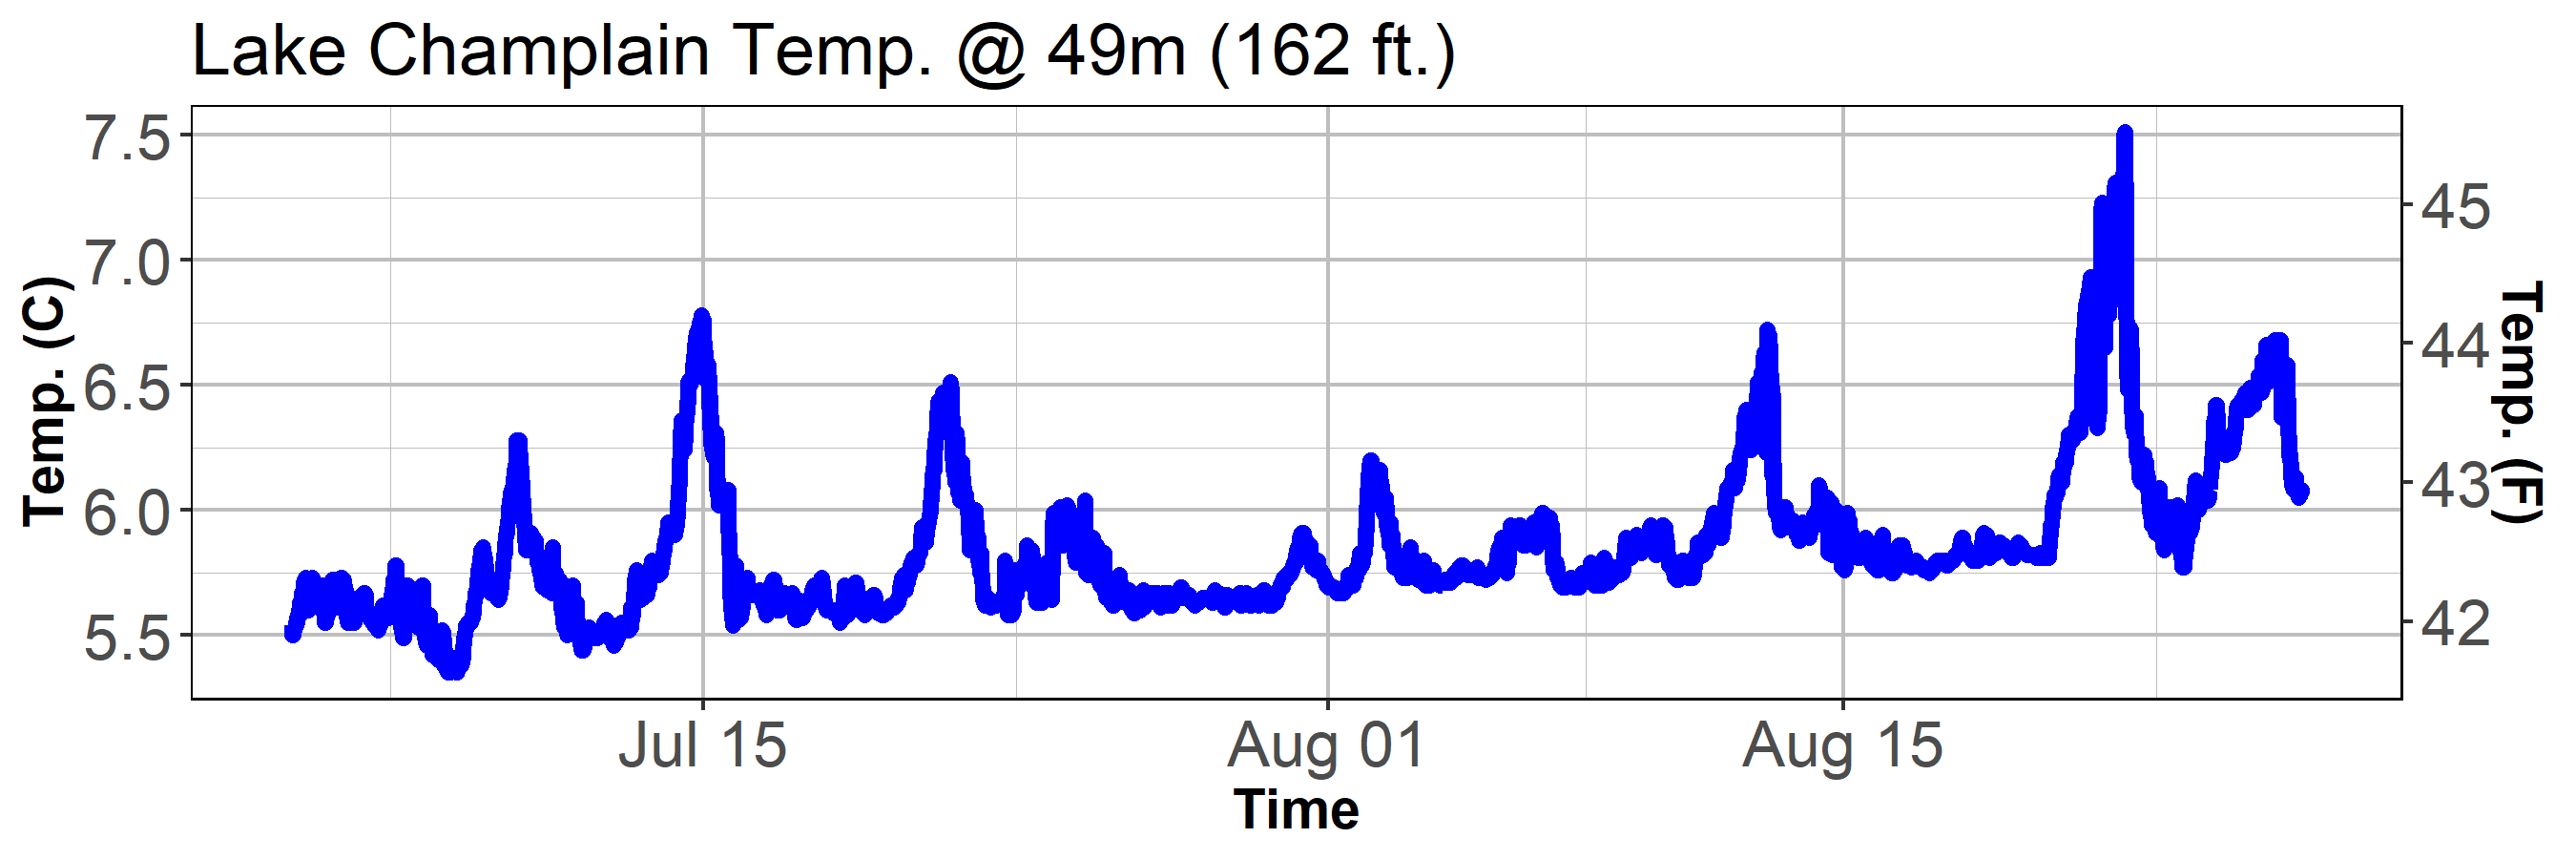 Lake Champlain Temp. @ 49m (162 ft.)
7.5
7.0
6.5
6.0
5.5
Temp. (C)
45
44
43
42
Temp. (F)
Jul 15 Aug 01 Aug 15
Time